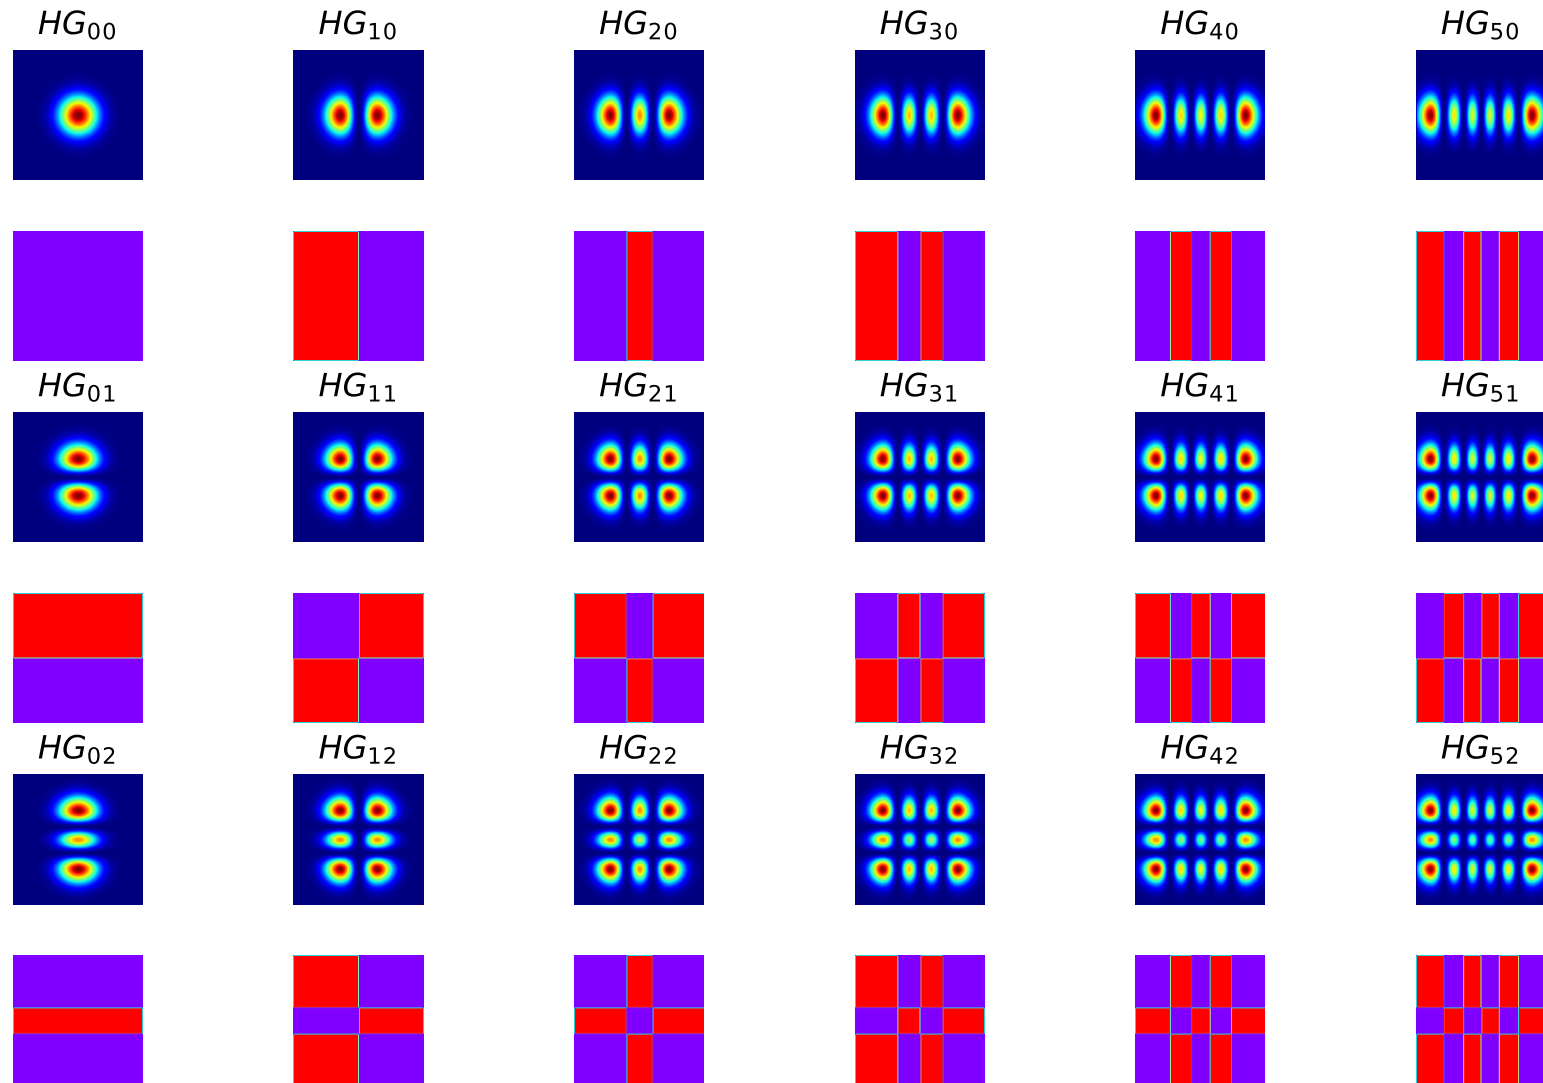 HG₀₀ HG₁₀ HG₂₀ HG₃₀ HG₄₀ HG₅₀
HG₀₁ HG₁₁ HG₂₁ HG₃₁ HG₄₁ HG₅₁
HG₀₂ HG₁₂ HG₂₂ HG₃₂ HG₄₂ HG₅₂